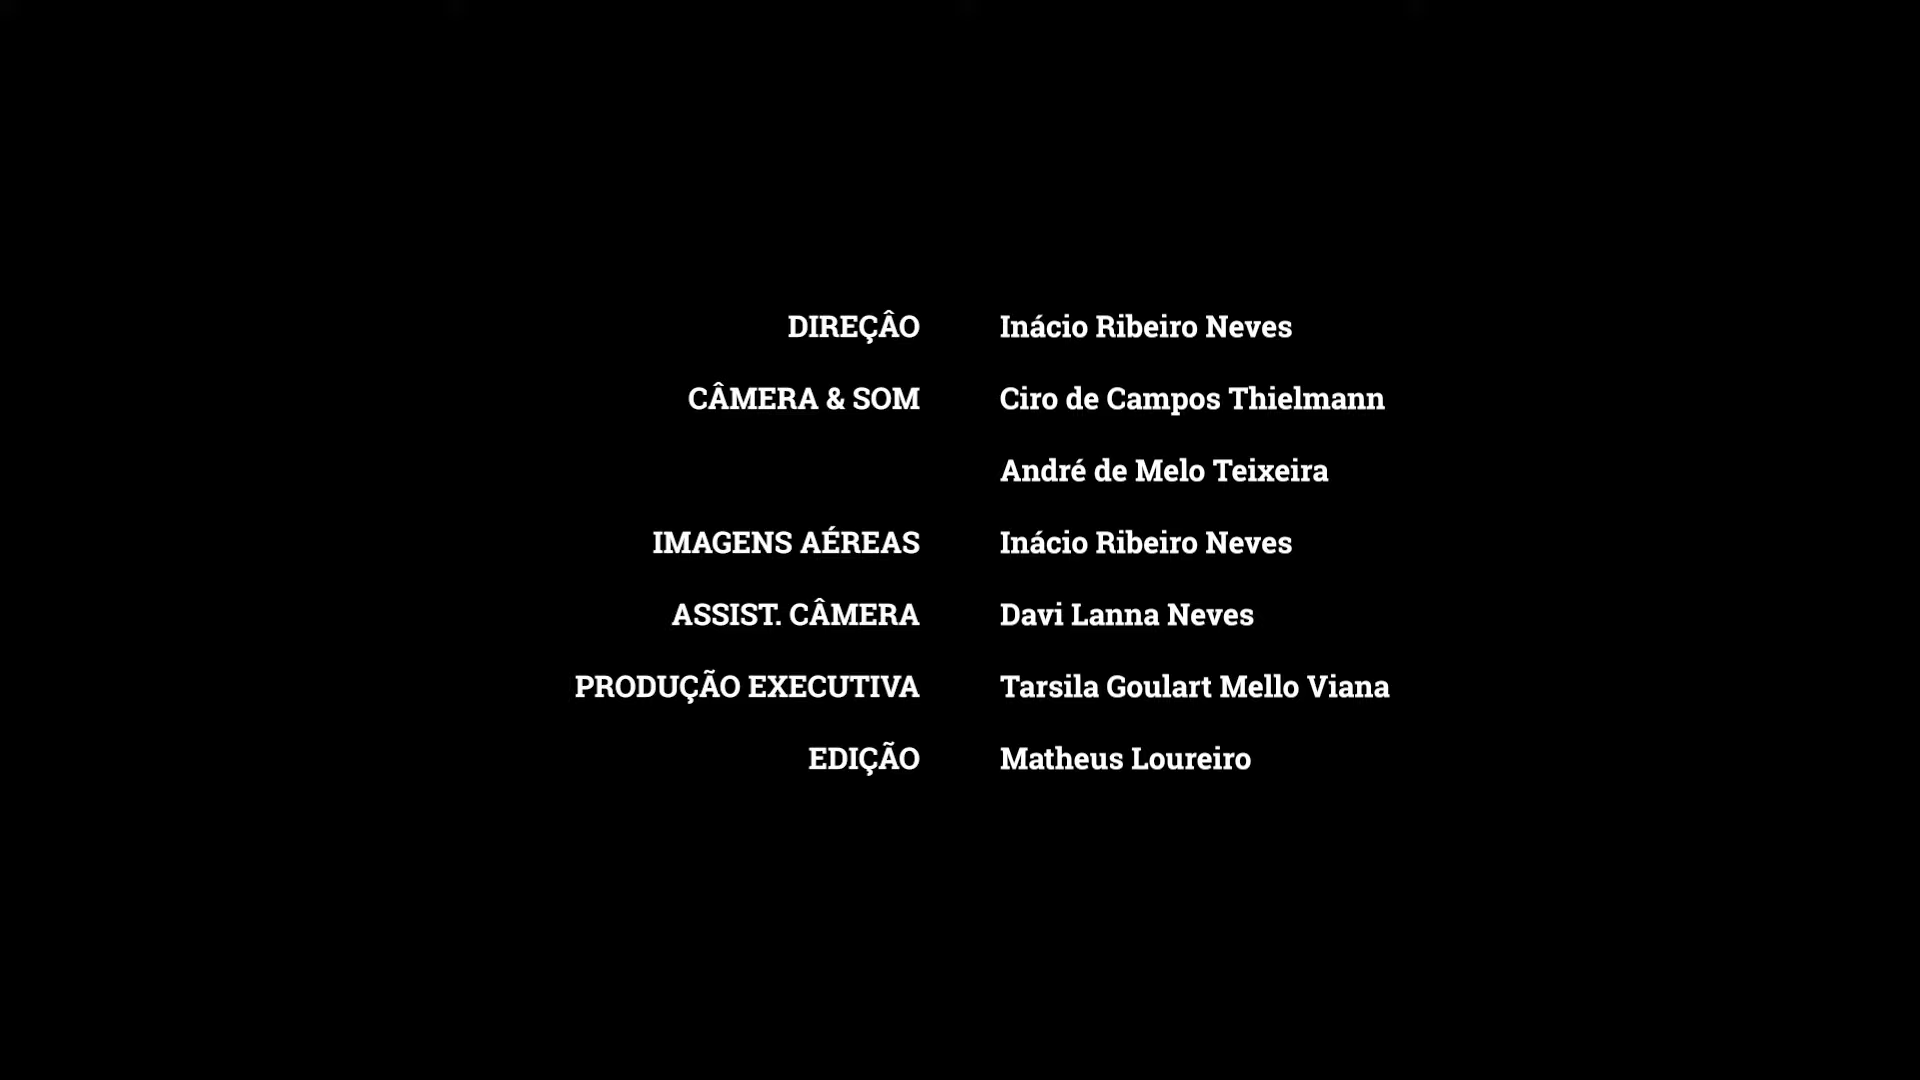 DIREÇÂO Inácio Ribeiro Neves
CÂMERA & SOM Ciro de Campos Thielmann
André de Melo Teixeira
IMAGENS AÉREAS Inácio Ribeiro Neves
ASSIST. CÂMERA Davi Lanna Neves
PRODUÇÃO EXECUTIVA Tarsila Goulart Mello Viana
EDIÇÃO Matheus Loureiro